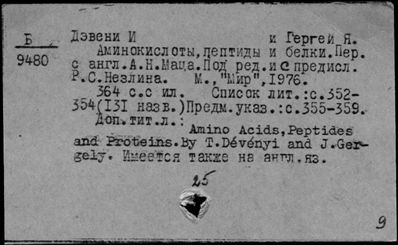 Б
9480
Дэвени И и Гергей Я.
Аминокислоты, пептиды и белки. Пер.
с англ. А.Н. Маца. Под ред. и с предисл.
Р.С. Незлина. М., "Мир", 1976.
364 с. с ил. Список лит.: с. 352-
354 (131 назв.) Предм. указ.: с. 355-359.
Доп. тит. л.:
Amino Acids, Peptides
and Proteins. By T. Dévényi and J. Ger-
gely. Имеется также на англ. яз.
25
9